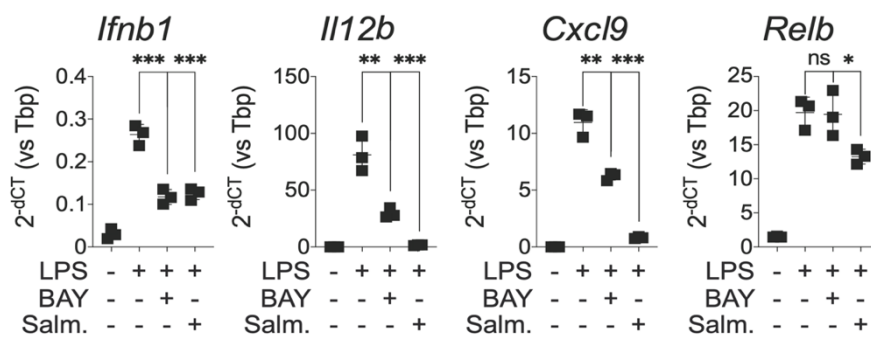 Ifnb1
Il12b
Cxcl9
Relb
*** ***
** ***
** ***
ns *
2-dCT (vs Tbp)
0.4
0.3
0.2
0.1
0
2-dCT (vs Tbp)
150
100
50
0
2-dCT (vs Tbp)
15
10
5
0
2-dCT (vs Tbp)
25
20
15
10
5
0
LPS - + + +
BAY - - + -
Salm. - - - +
LPS - + + +
BAY - - + -
Salm. - - - +
LPS - + + +
BAY - - + -
Salm. - - - +
LPS - + + +
BAY - - + -
Salm. - - - +